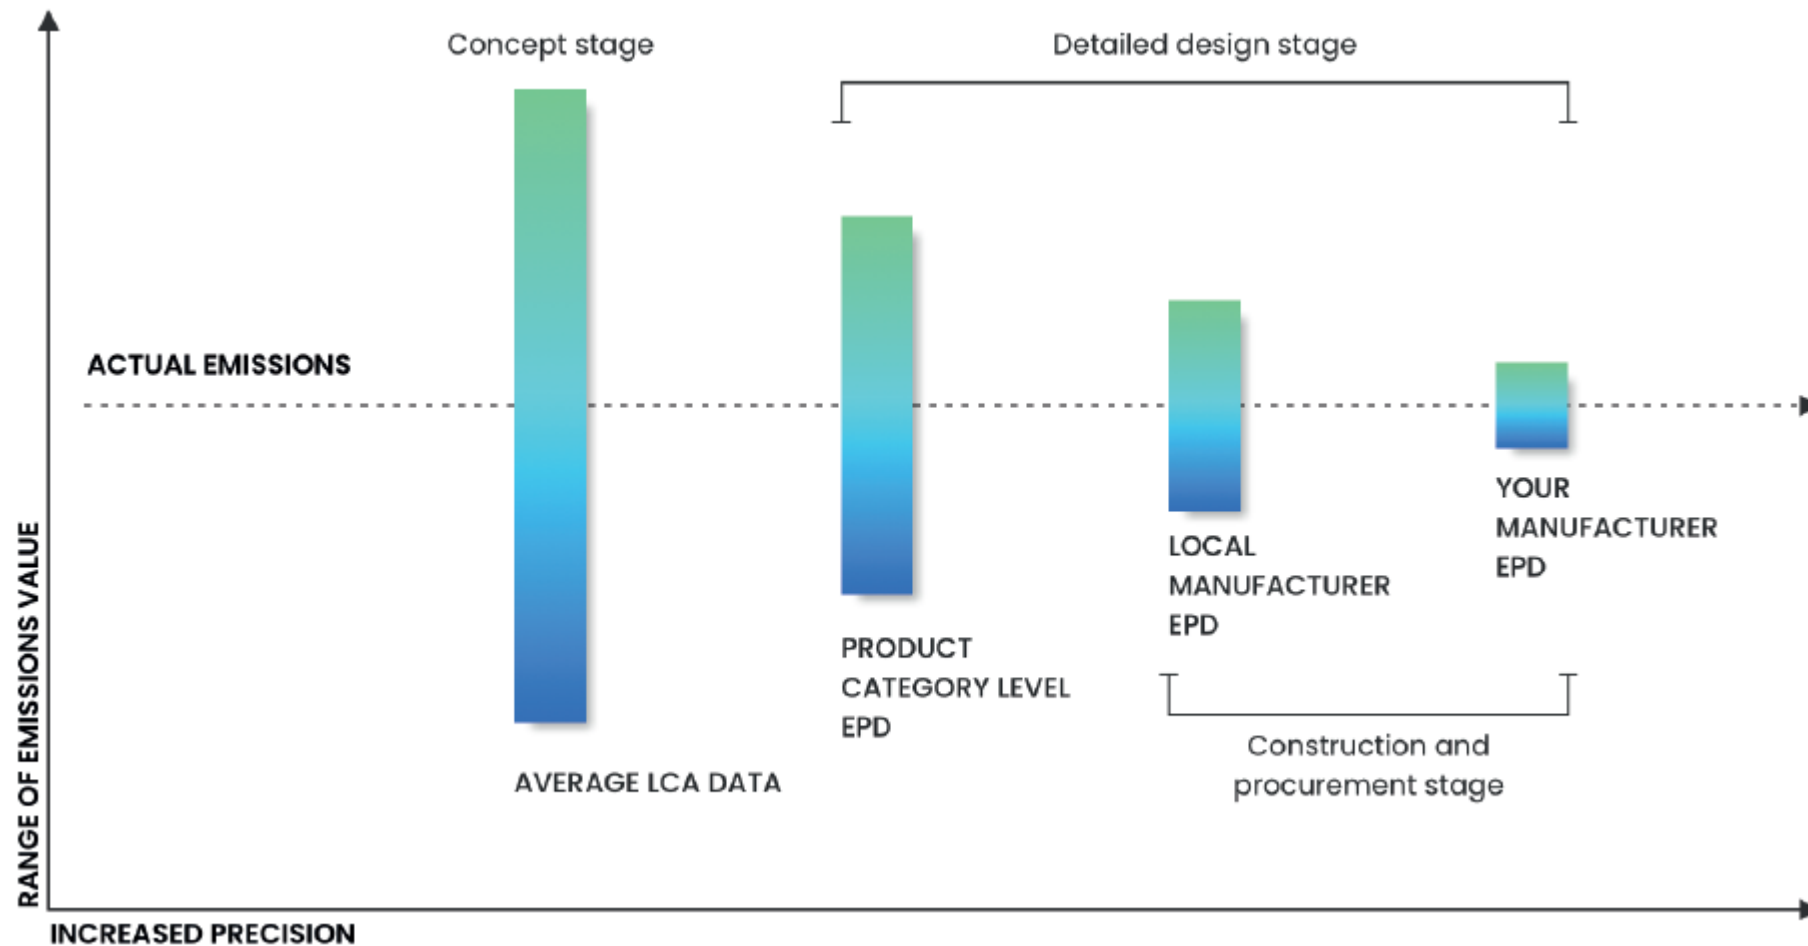 Concept stage
Detailed design stage
ACTUAL EMISSIONS
YOUR
MANUFACTURER
EPD
LOCAL
MANUFACTURER
EPD
PRODUCT
CATEGORY LEVEL
EPD
AVERAGE LCA DATA
Construction and
procurement stage
RANGE OF EMISSIONS VALUE
INCREASED PRECISION